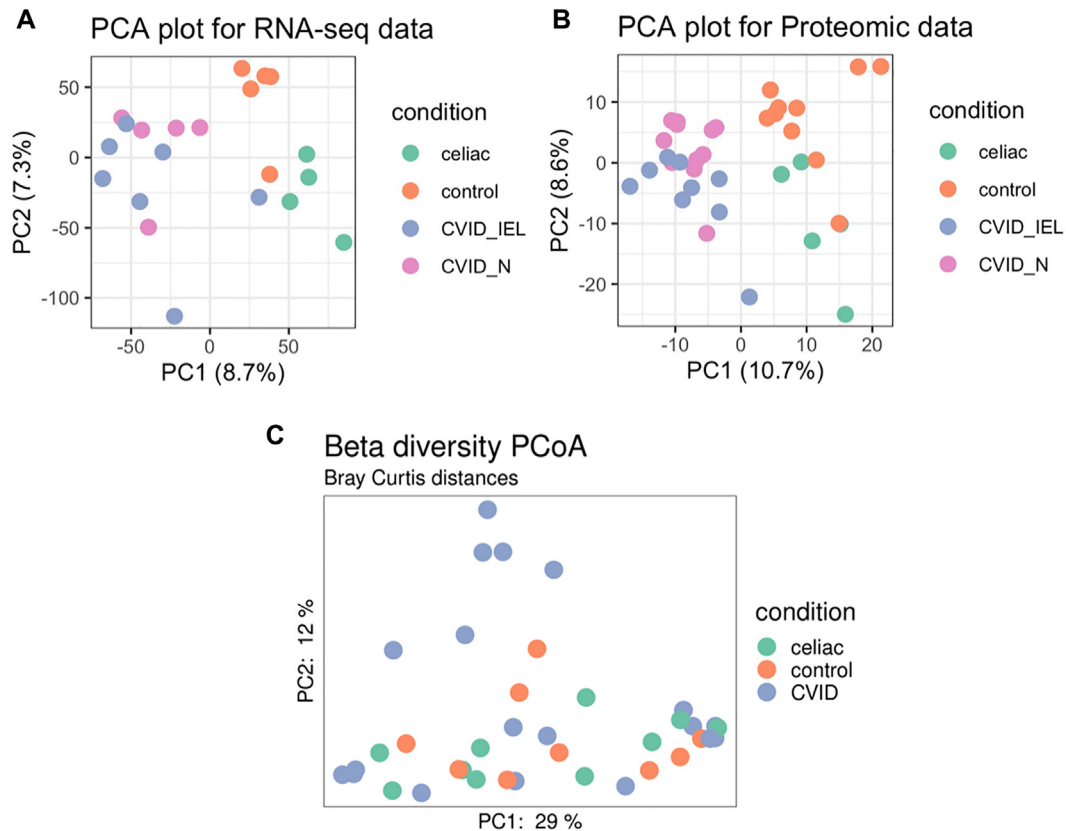 A
PCA plot for RNA-seq data
50
0
-50
-100
PC2 (7.3%)
-50
0
50
PC1 (8.7%)
condition
celiac
control
CVID_IEL
CVID_N
B
PCA plot for Proteomic data
10
0
-10
-20
PC2 (8.6%)
-10
0
10
20
PC1 (10.7%)
condition
celiac
control
CVID_IEL
CVID_N
C
Beta diversity PCoA
Bray Curtis distances
PC2: 12 %
PC1: 29 %
condition
celiac
control
CVID